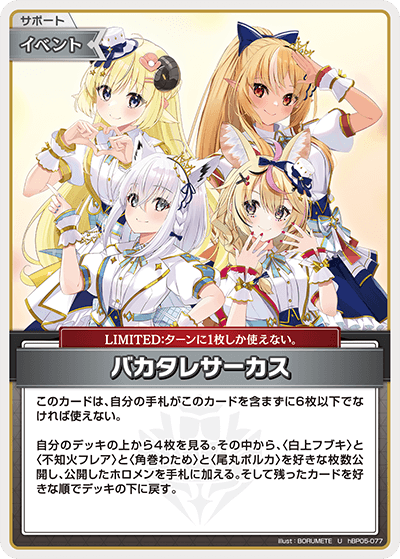 サポート
イベント
LIMITED:ターンに1枚しか使えない。
バカタレサーカス
このカードは、自分の手札がこのカードを含まずに6枚以下でな
ければ使えない。
自分のデッキの上から4枚を見る。その中から、〈白上フブキ〉と
〈不知火フレア〉と〈角巻わため〉と〈尾丸ポルカ〉を好きな枚数公
開し、公開したホロメンを手札に加える。そして残ったカードを好
きな順でデッキの下に戻す。
illust：BORUMETE U hBP05-077